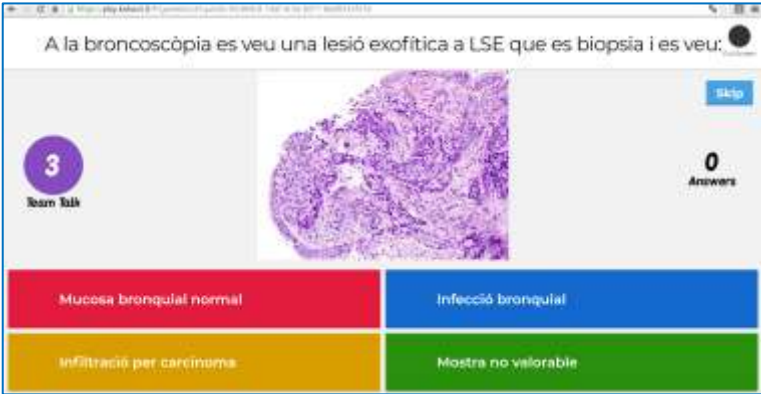 A la broncoscòpia es veu una lesió exofítica a LSE que es biopsia i es veu:
Skip
3
Team Talk
0
Answers
Mucosa bronquial normal
Infecció bronquial
Infiltració per carcinoma
Mostra no valorable